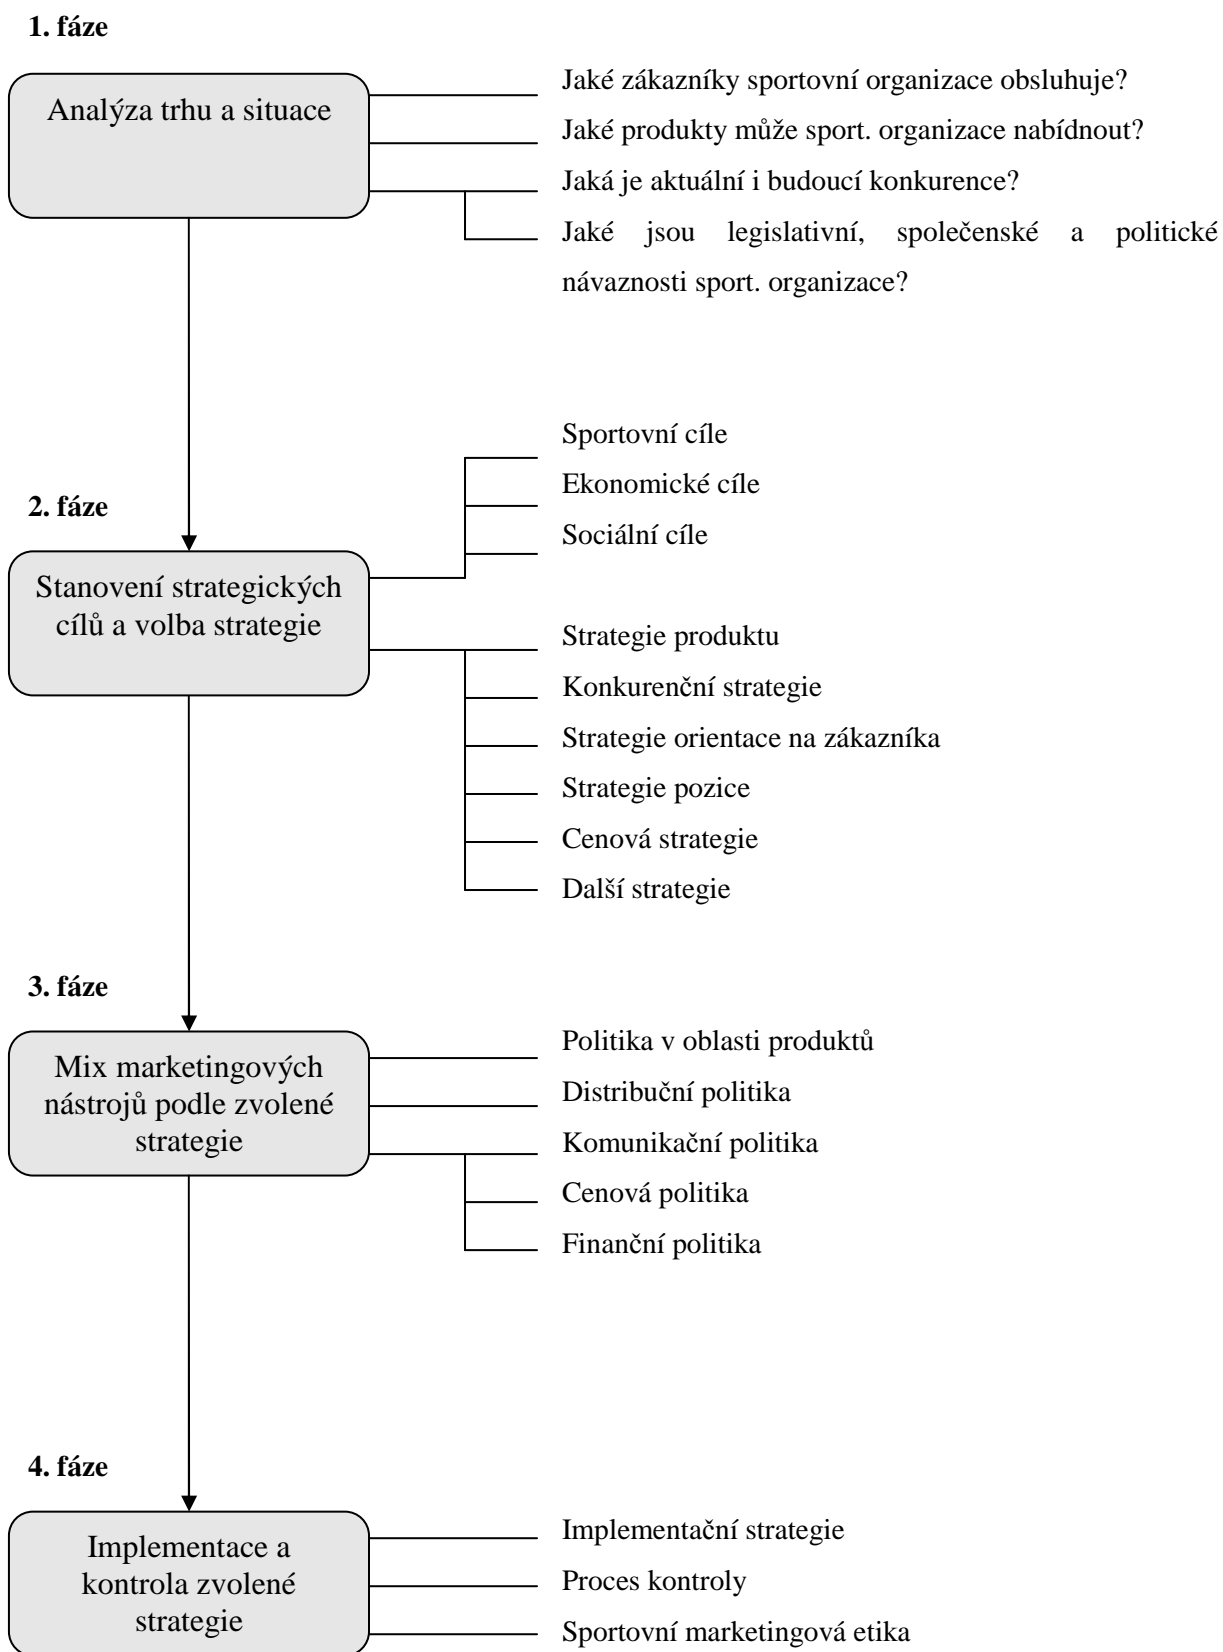 1. fáze
Analýza trhu a situace
Jaké zákazníky sportovní organizace obsluhuje?
Jaké produkty může sport. organizace nabídnout?
Jaká je aktuální i budoucí konkurence?
Jaké jsou legislativní, společenské a politické
návaznosti sport. organizace?
2. fáze
Stanovení strategických
cílů a volba strategie
Sportovní cíle
Ekonomické cíle
Sociální cíle
Strategie produktu
Konkurenční strategie
Strategie orientace na zákazníka
Strategie pozice
Cenová strategie
Další strategie
3. fáze
Mix marketingových
nástrojů podle zvolené
strategie
Politika v oblasti produktů
Distribuční politika
Komunikační politika
Cenová politika
Finanční politika
4. fáze
Implementace a
kontrola zvolené
strategie
Implementační strategie
Proces kontroly
Sportovní marketingová etika